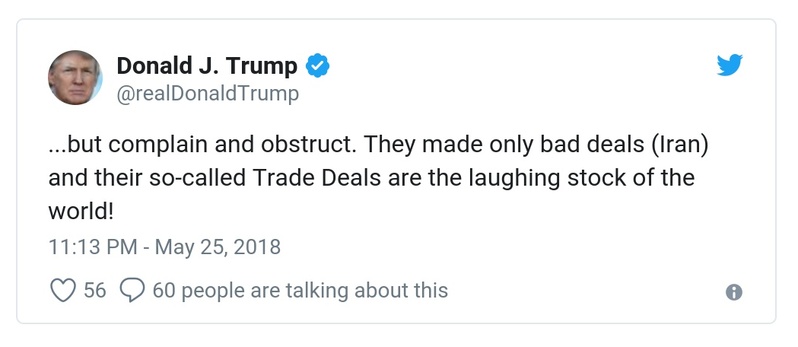 Donald J. Trump
@realDonaldTrump
...but complain and obstruct. They made only bad deals (Iran)
and their so-called Trade Deals are the laughing stock of the
world!
11:13 PM - May 25, 2018
56 60 people are talking about this